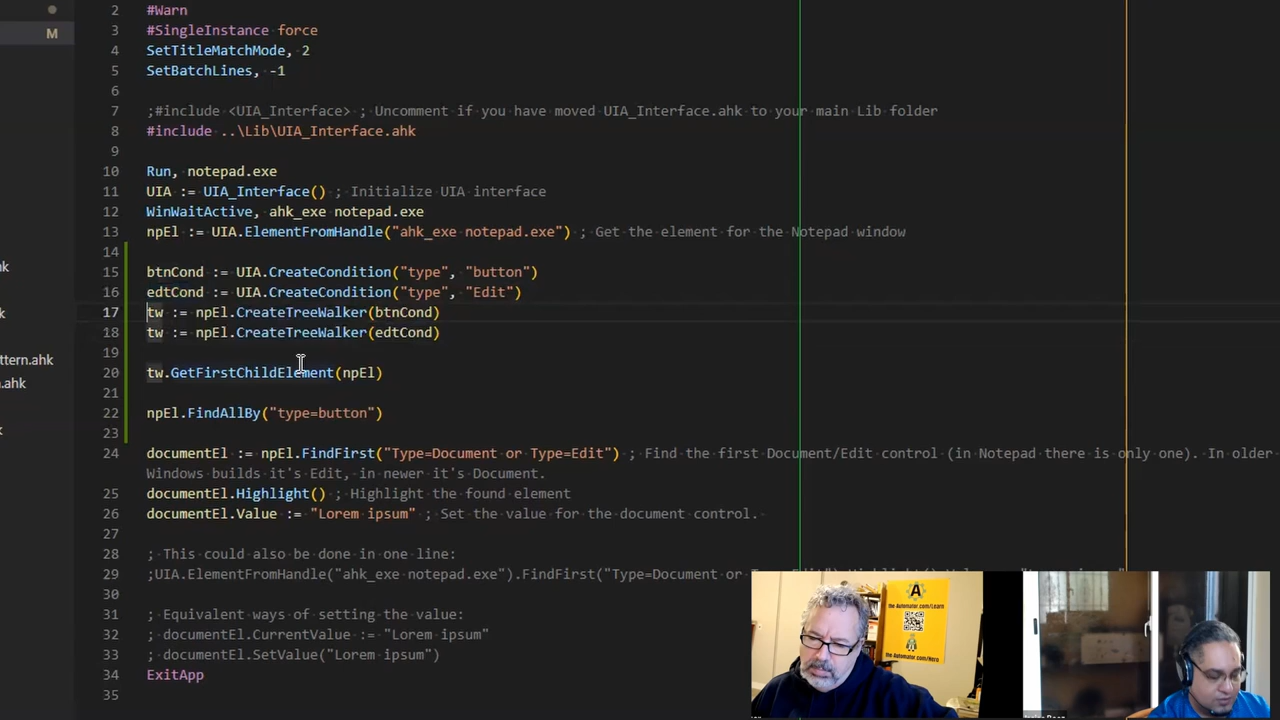 M
2 #Warn
3 #SingleInstance force
4 SetTitleMatchMode, 2
5 SetBatchLines, -1
6
7 ;#include <UIA_Interface> ; Uncomment if you have moved UIA_Interface.ahk to your main Lib folder
8 #include ..\Lib\UIA_Interface.ahk
9
10 Run, notepad.exe
11 UIA := UIA_Interface() ; Initialize UIA interface
12 WinWaitActive, ahk_exe notepad.exe
13 npEl := UIA.ElementFromHandle("ahk_exe notepad.exe") ; Get the element for the Notepad window
14
hk
15 btnCond := UIA.CreateCondition("type", "button")
16 edtCond := UIA.CreateCondition("type", "Edit")
17 tw := npEl.CreateTreeWalker(btnCond)
18 tw := npEl.CreateTreeWalker(edtCond)
19
ttern.ahk
20 tw.GetFirstChildElement(npEl)
.ahk
21
22 npEl.FindAllBy("type=button")
23
24 documentEl := npEl.FindFirst("Type=Document or Type=Edit") ; Find the first Document/Edit control (in Notepad there is only one). In older
Windows builds it's Edit, in newer it's Document.
25 documentEl.Highlight() ; Highlight the found element
26 documentEl.Value := "Lorem ipsum" ; Set the value for the document control.
27
28 ; This could also be done in one line:
29 ;UIA.ElementFromHandle("ahk_exe notepad.exe").FindFirst("Type=Document or
30
31 ; Equivalent ways of setting the value:
32 ; documentEl.CurrentValue := "Lorem ipsum"
33 ; documentEl.SetValue("Lorem ipsum")
34 ExitApp
35
A
the Automator.com/Learn
the Automator.com/Hero